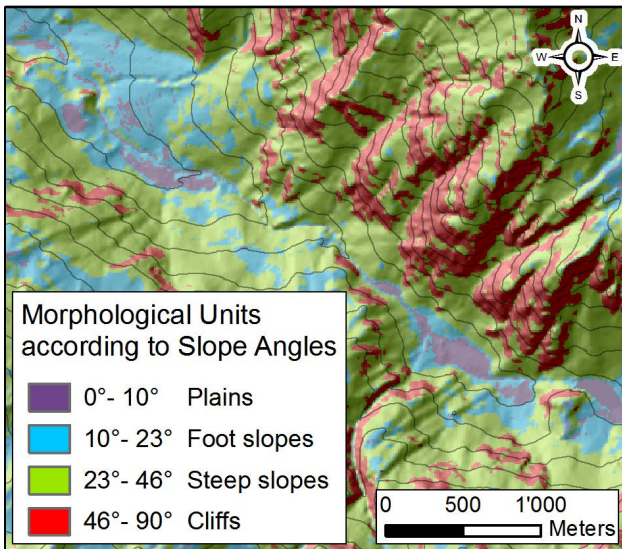 N
W E
S
Morphological Units
according to Slope Angles
0°- 10° Plains
10°- 23° Foot slopes
23°- 46° Steep slopes
46°- 90° Cliffs
0 500 1'000
Meters